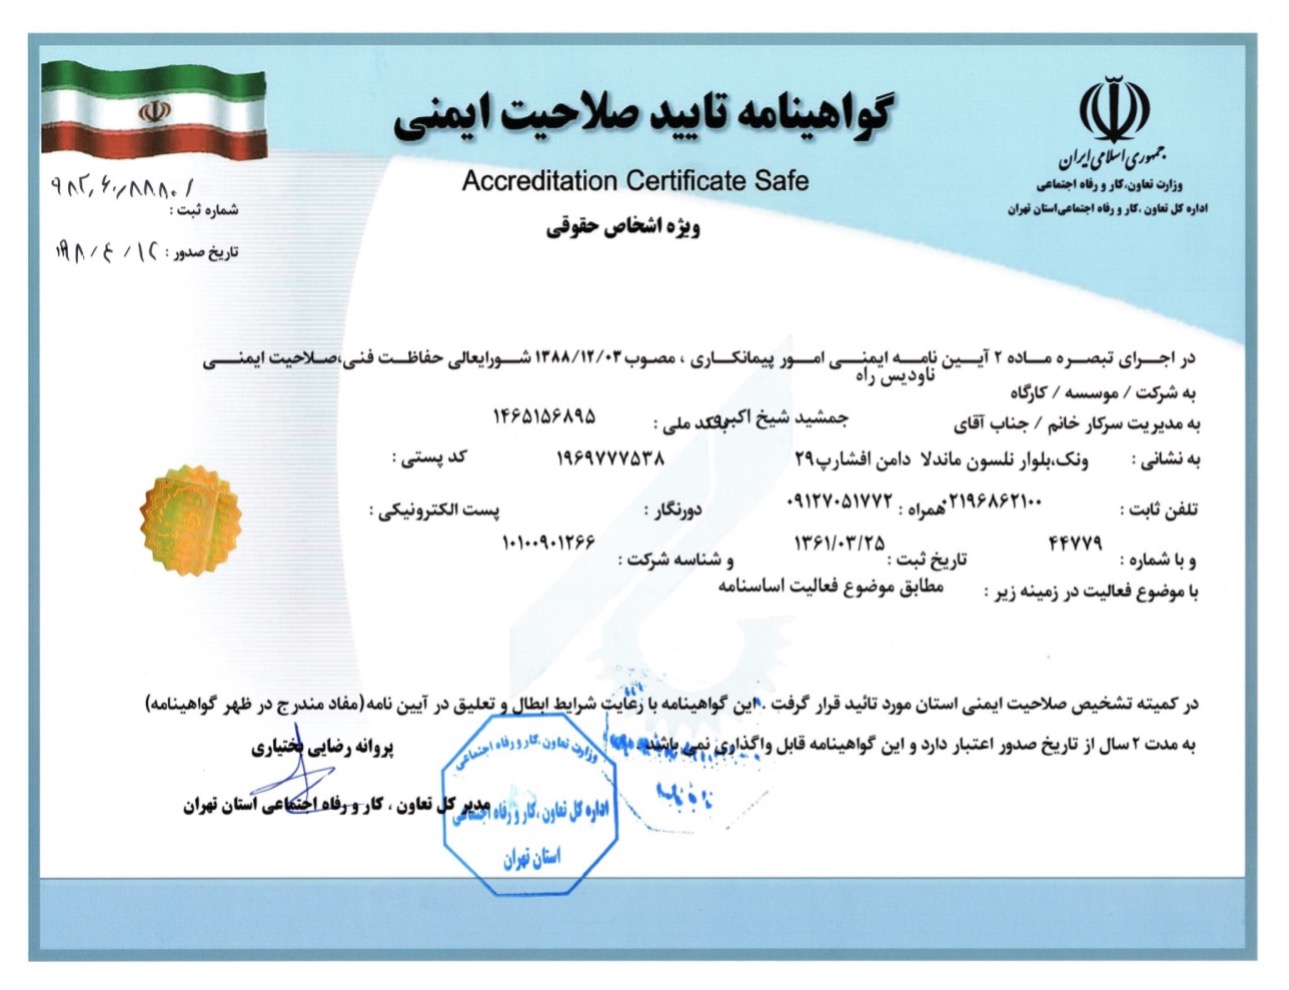 گواهینامه تایید صلاحیت ایمنی
Accreditation Certificate Safe
ویژه اشخاص حقوقی
جمهوری اسلامی ایران
وزارت تعاون،کار و رفاه اجتماعی
اداره کل تعاون ،کار و رفاه اجتماعی استان تهران
شماره ثبت :
تاریخ صدور : ۹۸/۴/۱۲
در اجرای تبصره ماده ۲ آیین نامه ایمنی امور پیمانکاری ، مصوب ۱۳۸۸/۱۲/۰۳ شورایعالی حفاظت فنی،صلاحیت ایمنی
به شرکت / موسسه / کارگاه ناودیس راه
به مدیریت سرکار خانم / جناب آقای جمشید شیخ اکبری باکد ملی : ۱۴۶۵۱۵۶۸۹۵
به نشانی : ونک،بلوار نلسون ماندلا دامن افشارپ۲۹ ۱۹۶۹۷۷۷۵۳۸ کد پستی :
تلفن ثابت : ۰۲۱۹۶۸۶۲۱۰۰ همراه : ۰۹۱۲۷۰۵۱۷۷۲ دورنگار : پست الکترونیکی :
و با شماره : ۴۴۷۷۹ تاریخ ثبت : ۱۳۶۱/۰۳/۲۵ و شناسه شرکت : ۱۰۱۰۰۹۰۱۲۶۶
با موضوع فعالیت در زمینه زیر : مطابق موضوع فعالیت اساسنامه
در کمیته تشخیص صلاحیت ایمنی استان مورد تائید قرار گرفت . این گواهینامه با رعایت شرایط ابطال و تعلیق در آیین نامه(مفاد مندرج در ظهر گواهینامه)
به مدت ۲ سال از تاریخ صدور اعتبار دارد و این گواهینامه قابل واگذاری نمی باشد .
پروانه رضایی بختیاری
مدیر کل تعاون ، کار و رفاه اجتماعی استان تهران
وزارت تعاون ،کار و رفاه اجتماعی
اداره کل تعاون ،کار و رفاه اجتماعی
استان تهران